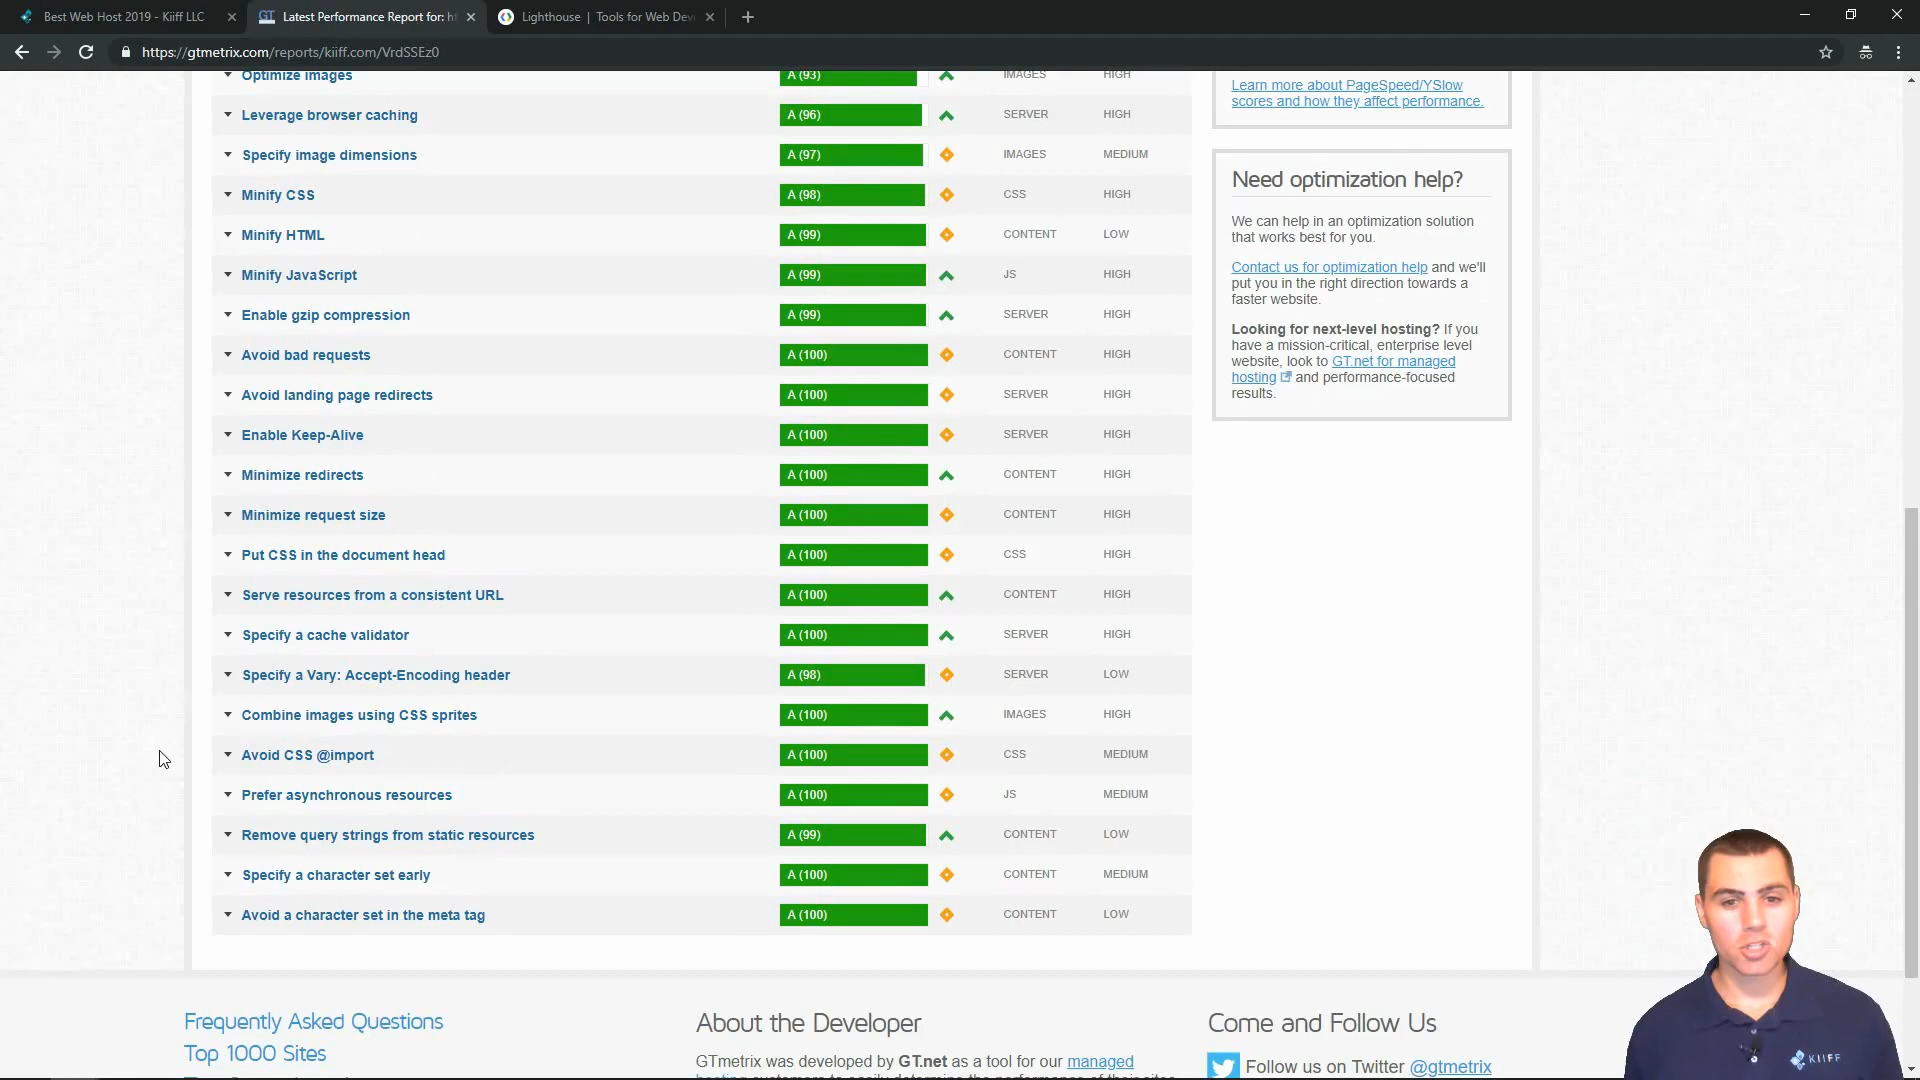 Best Web Host 2019 - Kiiff LLC
GT Latest Performance Report for: ht
Lighthouse | Tools for Web Dev
https://gtmetrix.com/reports/kiiff.com/VrdSSEz0
Optimize images A (93) IMAGES HIGH
Leverage browser caching A (96) SERVER HIGH
Specify image dimensions A (97) IMAGES MEDIUM
Minify CSS A (98) CSS HIGH
Minify HTML A (99) CONTENT LOW
Minify JavaScript A (99) JS HIGH
Enable gzip compression A (99) SERVER HIGH
Avoid bad requests A (100) CONTENT HIGH
Avoid landing page redirects A (100) SERVER HIGH
Enable Keep-Alive A (100) SERVER HIGH
Minimize redirects A (100) CONTENT HIGH
Minimize request size A (100) CONTENT HIGH
Put CSS in the document head A (100) CSS HIGH
Serve resources from a consistent URL A (100) CONTENT HIGH
Specify a cache validator A (100) SERVER HIGH
Specify a Vary: Accept-Encoding header A (98) SERVER LOW
Combine images using CSS sprites A (100) IMAGES HIGH
Avoid CSS @import A (100) CSS MEDIUM
Prefer asynchronous resources A (100) JS MEDIUM
Remove query strings from static resources A (99) CONTENT LOW
Specify a character set early A (100) CONTENT MEDIUM
Avoid a character set in the meta tag A (100) CONTENT LOW
Learn more about PageSpeed/YSlow
scores and how they affect performance.
Need optimization help?
We can help in an optimization solution
that works best for you.
Contact us for optimization help and we'll
put you in the right direction towards a
faster website.
Looking for next-level hosting? If you
have a mission-critical, enterprise level
website, look to GT.net for managed
hosting and performance-focused
results.
Frequently Asked Questions
Top 1000 Sites
About the Developer
GTmetrix was developed by GT.net as a tool for our managed
Come and Follow Us
Follow us on Twitter @gtmetrix
KIIFF